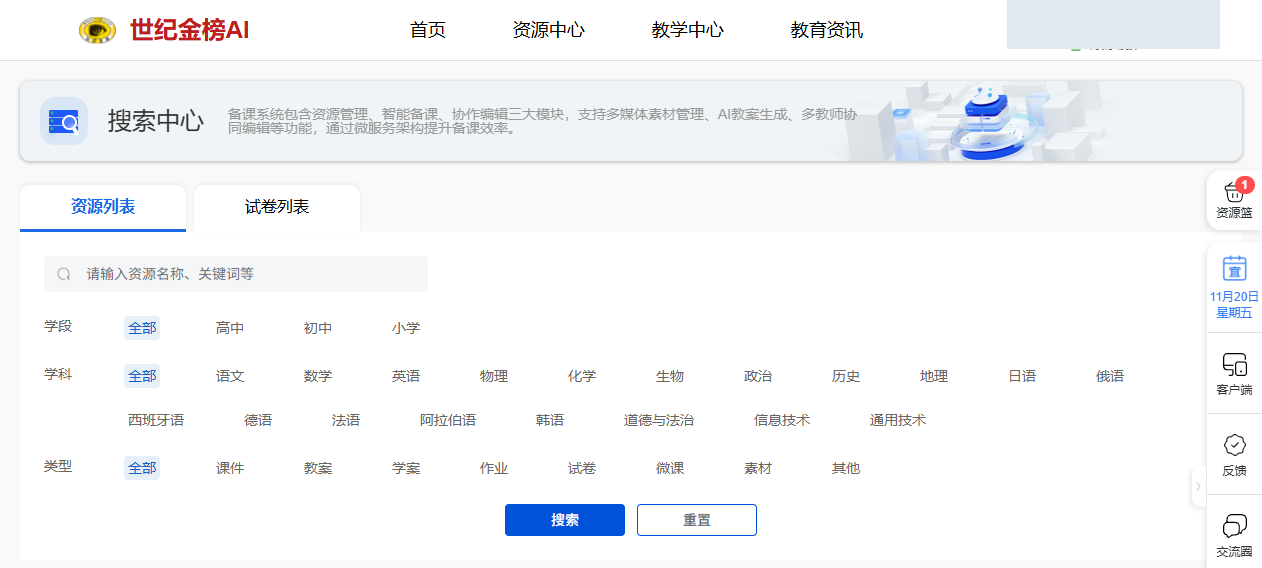 世纪金榜AI
首页 资源中心 教学中心 教育资讯
搜索中心
备课系统包含资源管理、智能备课、协作编辑三大模块，支持多媒体素材管理、AI教案生成、多教师协
同编辑等功能，通过微服务架构提升备课效率。
资源列表 试卷列表
请输入资源名称、关键词等
学段 全部 高中 初中 小学
学科 全部 语文 数学 英语 物理 化学 生物 政治 历史 地理 日语 俄语
西班牙语 德语 法语 阿拉伯语 韩语 道德与法治 信息技术 通用技术
类型 全部 课件 教案 学案 作业 试卷 微课 素材 其他
搜索 重置
1
资源篮
宜
11月20日
星期五
客户端
反馈
交流圈